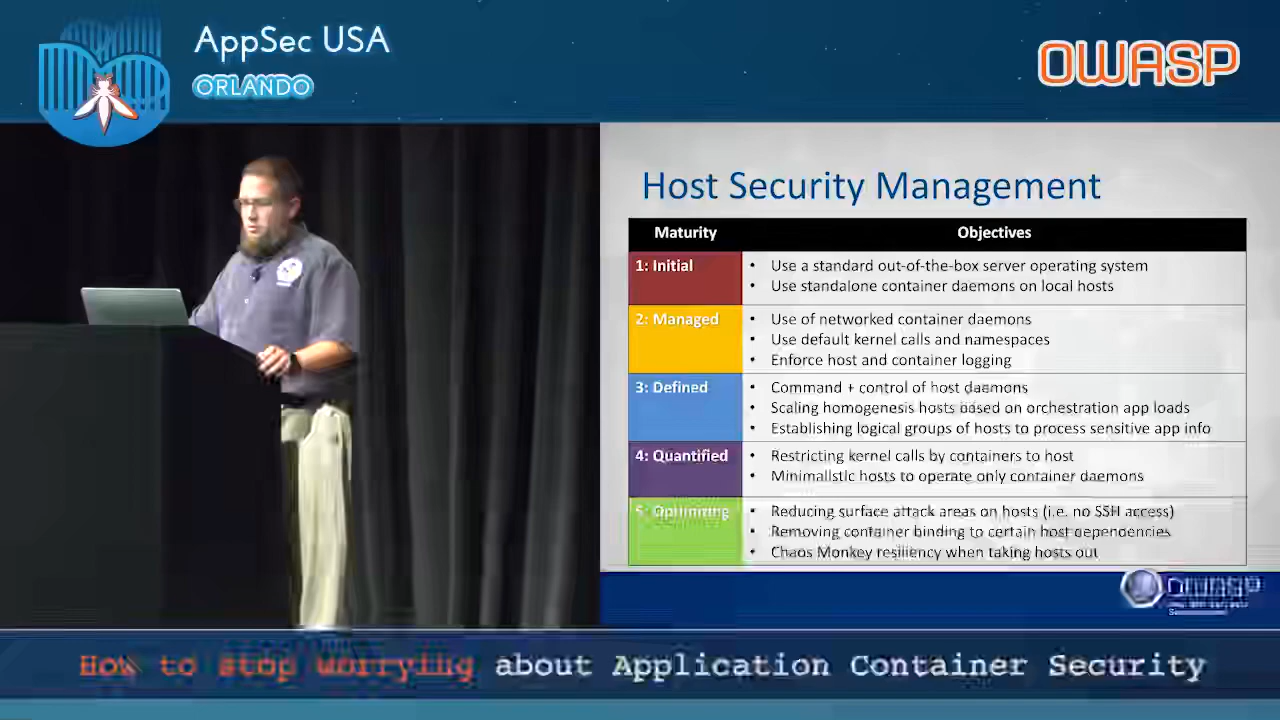 AppSec USA
ORLANDO
OWASP
Host Security Management
Maturity Objectives
1: Initial
• Use a standard out-of-the-box server operating system
• Use standalone container daemons on local hosts
2: Managed
• Use of networked container daemons
• Use default kernel calls and namespaces
• Enforce host and container logging
3: Defined
• Command + control of host daemons
• Scaling homogenesis hosts based on orchestration app loads
• Establishing logical groups of hosts to process sensitive app info
4: Quantified
• Restricting kernel calls by containers to host
• Minimalistic hosts to operate only container daemons
5: Optimizing
• Reducing surface attack areas on hosts (i.e. no SSH access)
• Removing container binding to certain host dependencies
• Chaos Monkey resiliency when taking hosts out
OWASP
How to stop worrying about Application Container Security